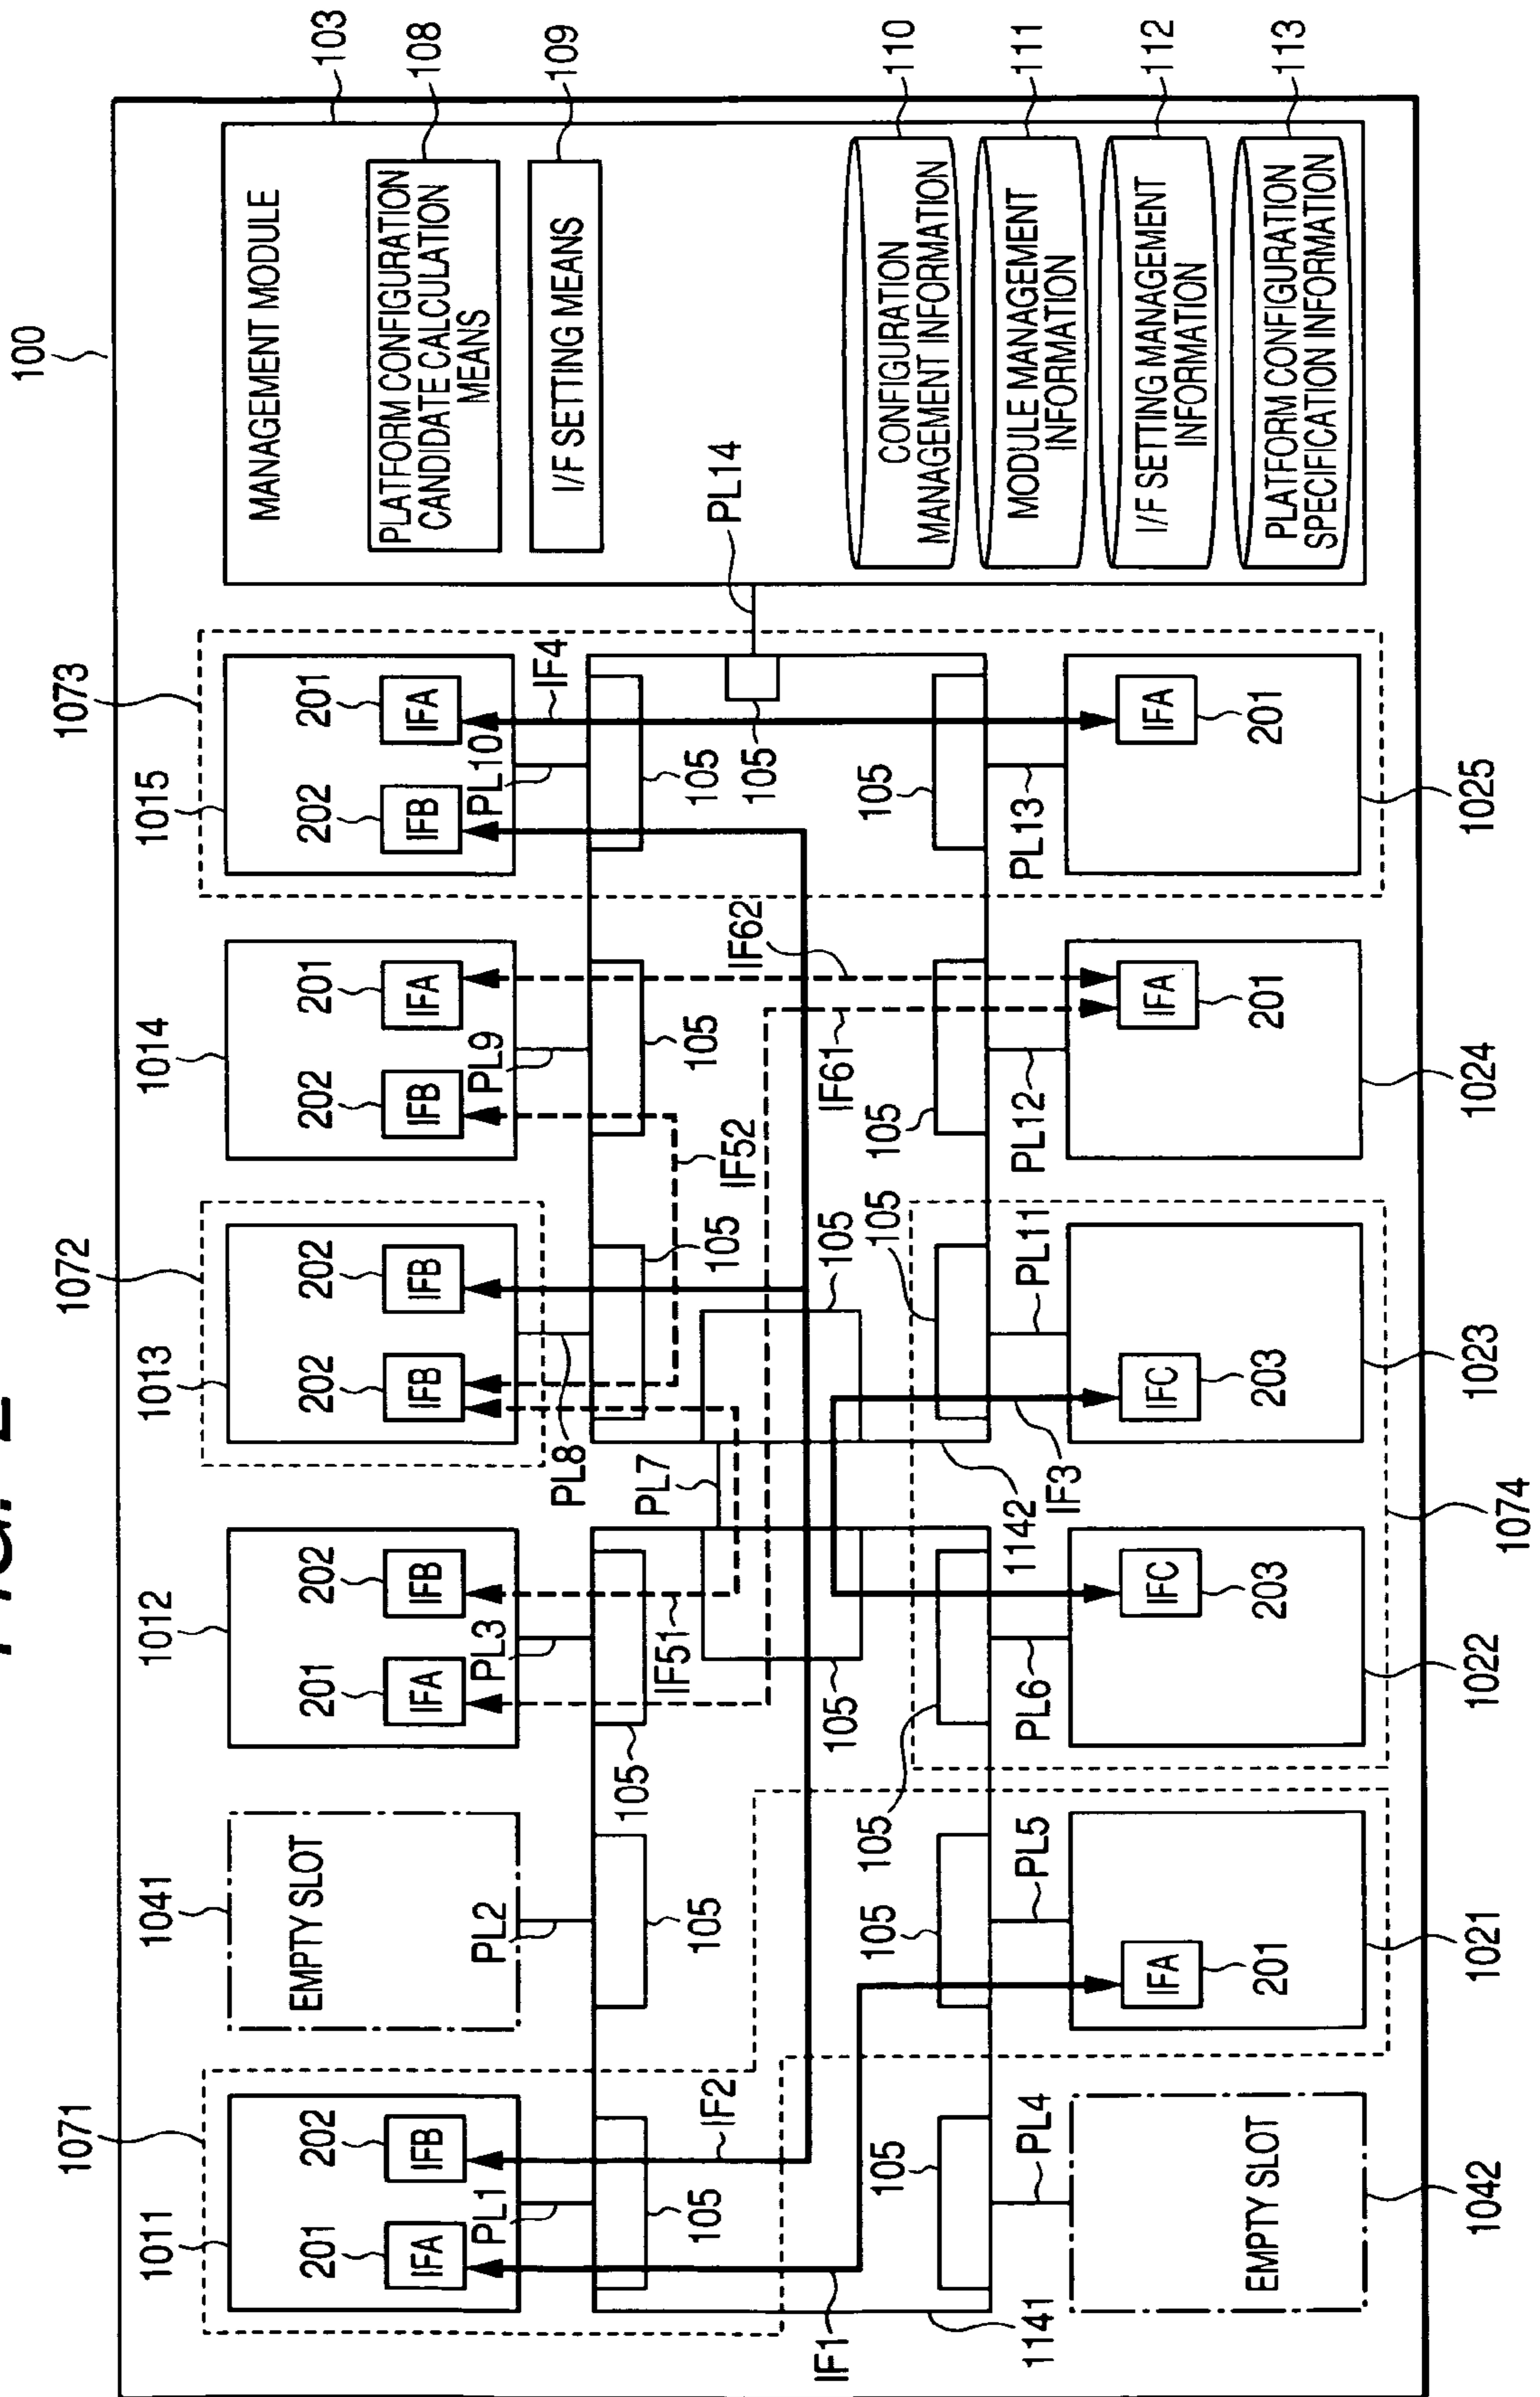 100
1071 1072 1073
1011 1041 1012 1013 1014 1015
MANAGEMENT MODULE
103
201 202 EMPTY SLOT 201 202 202 202 202 201 202 201
PLATFORM CONFIGURATION
CANDIDATE CALCULATION
MEANS
108
IFA IFB IFA IFB IFB IFB IFB IFA IFB IFA
PL1 PL2 PL3 PL8 PL9 PL10
IF4
I/F SETTING MEANS
109
105 105 105 105 105 105
IF2 IF51 PL7 IF52 IF62 PL14
105
IF1 105 105 IF61
105 105 105 105 105 105
CONFIGURATION
MANAGEMENT INFORMATION
110
1141 PL4 PL5 PL6 1142 IF3 PL11 PL12 PL13
MODULE MANAGEMENT
INFORMATION
111
IFA IFC IFC IFA IFA
I/F SETTING MANAGEMENT
INFORMATION
112
EMPTY SLOT 201 203 203 201 201
PLATFORM CONFIGURATION
SPECIFICATION INFORMATION
113
1042 1021 1022 1023 1024 1025
1074